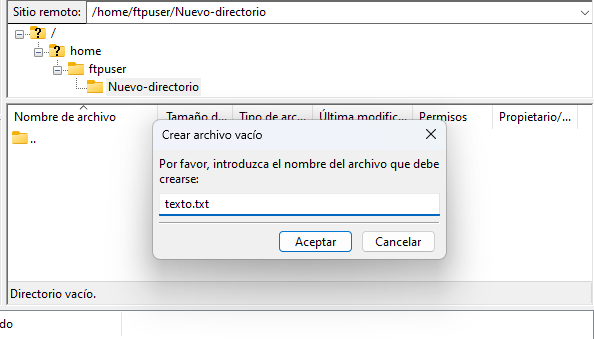 Sitio remoto: /home/ftpuser/Nuevo-directorio
/
home
ftpuser
Nuevo-directorio
Nombre de archivo Tamaño d... Tipo de arc... Última modific... Permisos Propietario/...
..
Crear archivo vacío
Por favor, introduzca el nombre del archivo que debe
crearse:
texto.txt
Aceptar Cancelar
Directorio vacío.
do